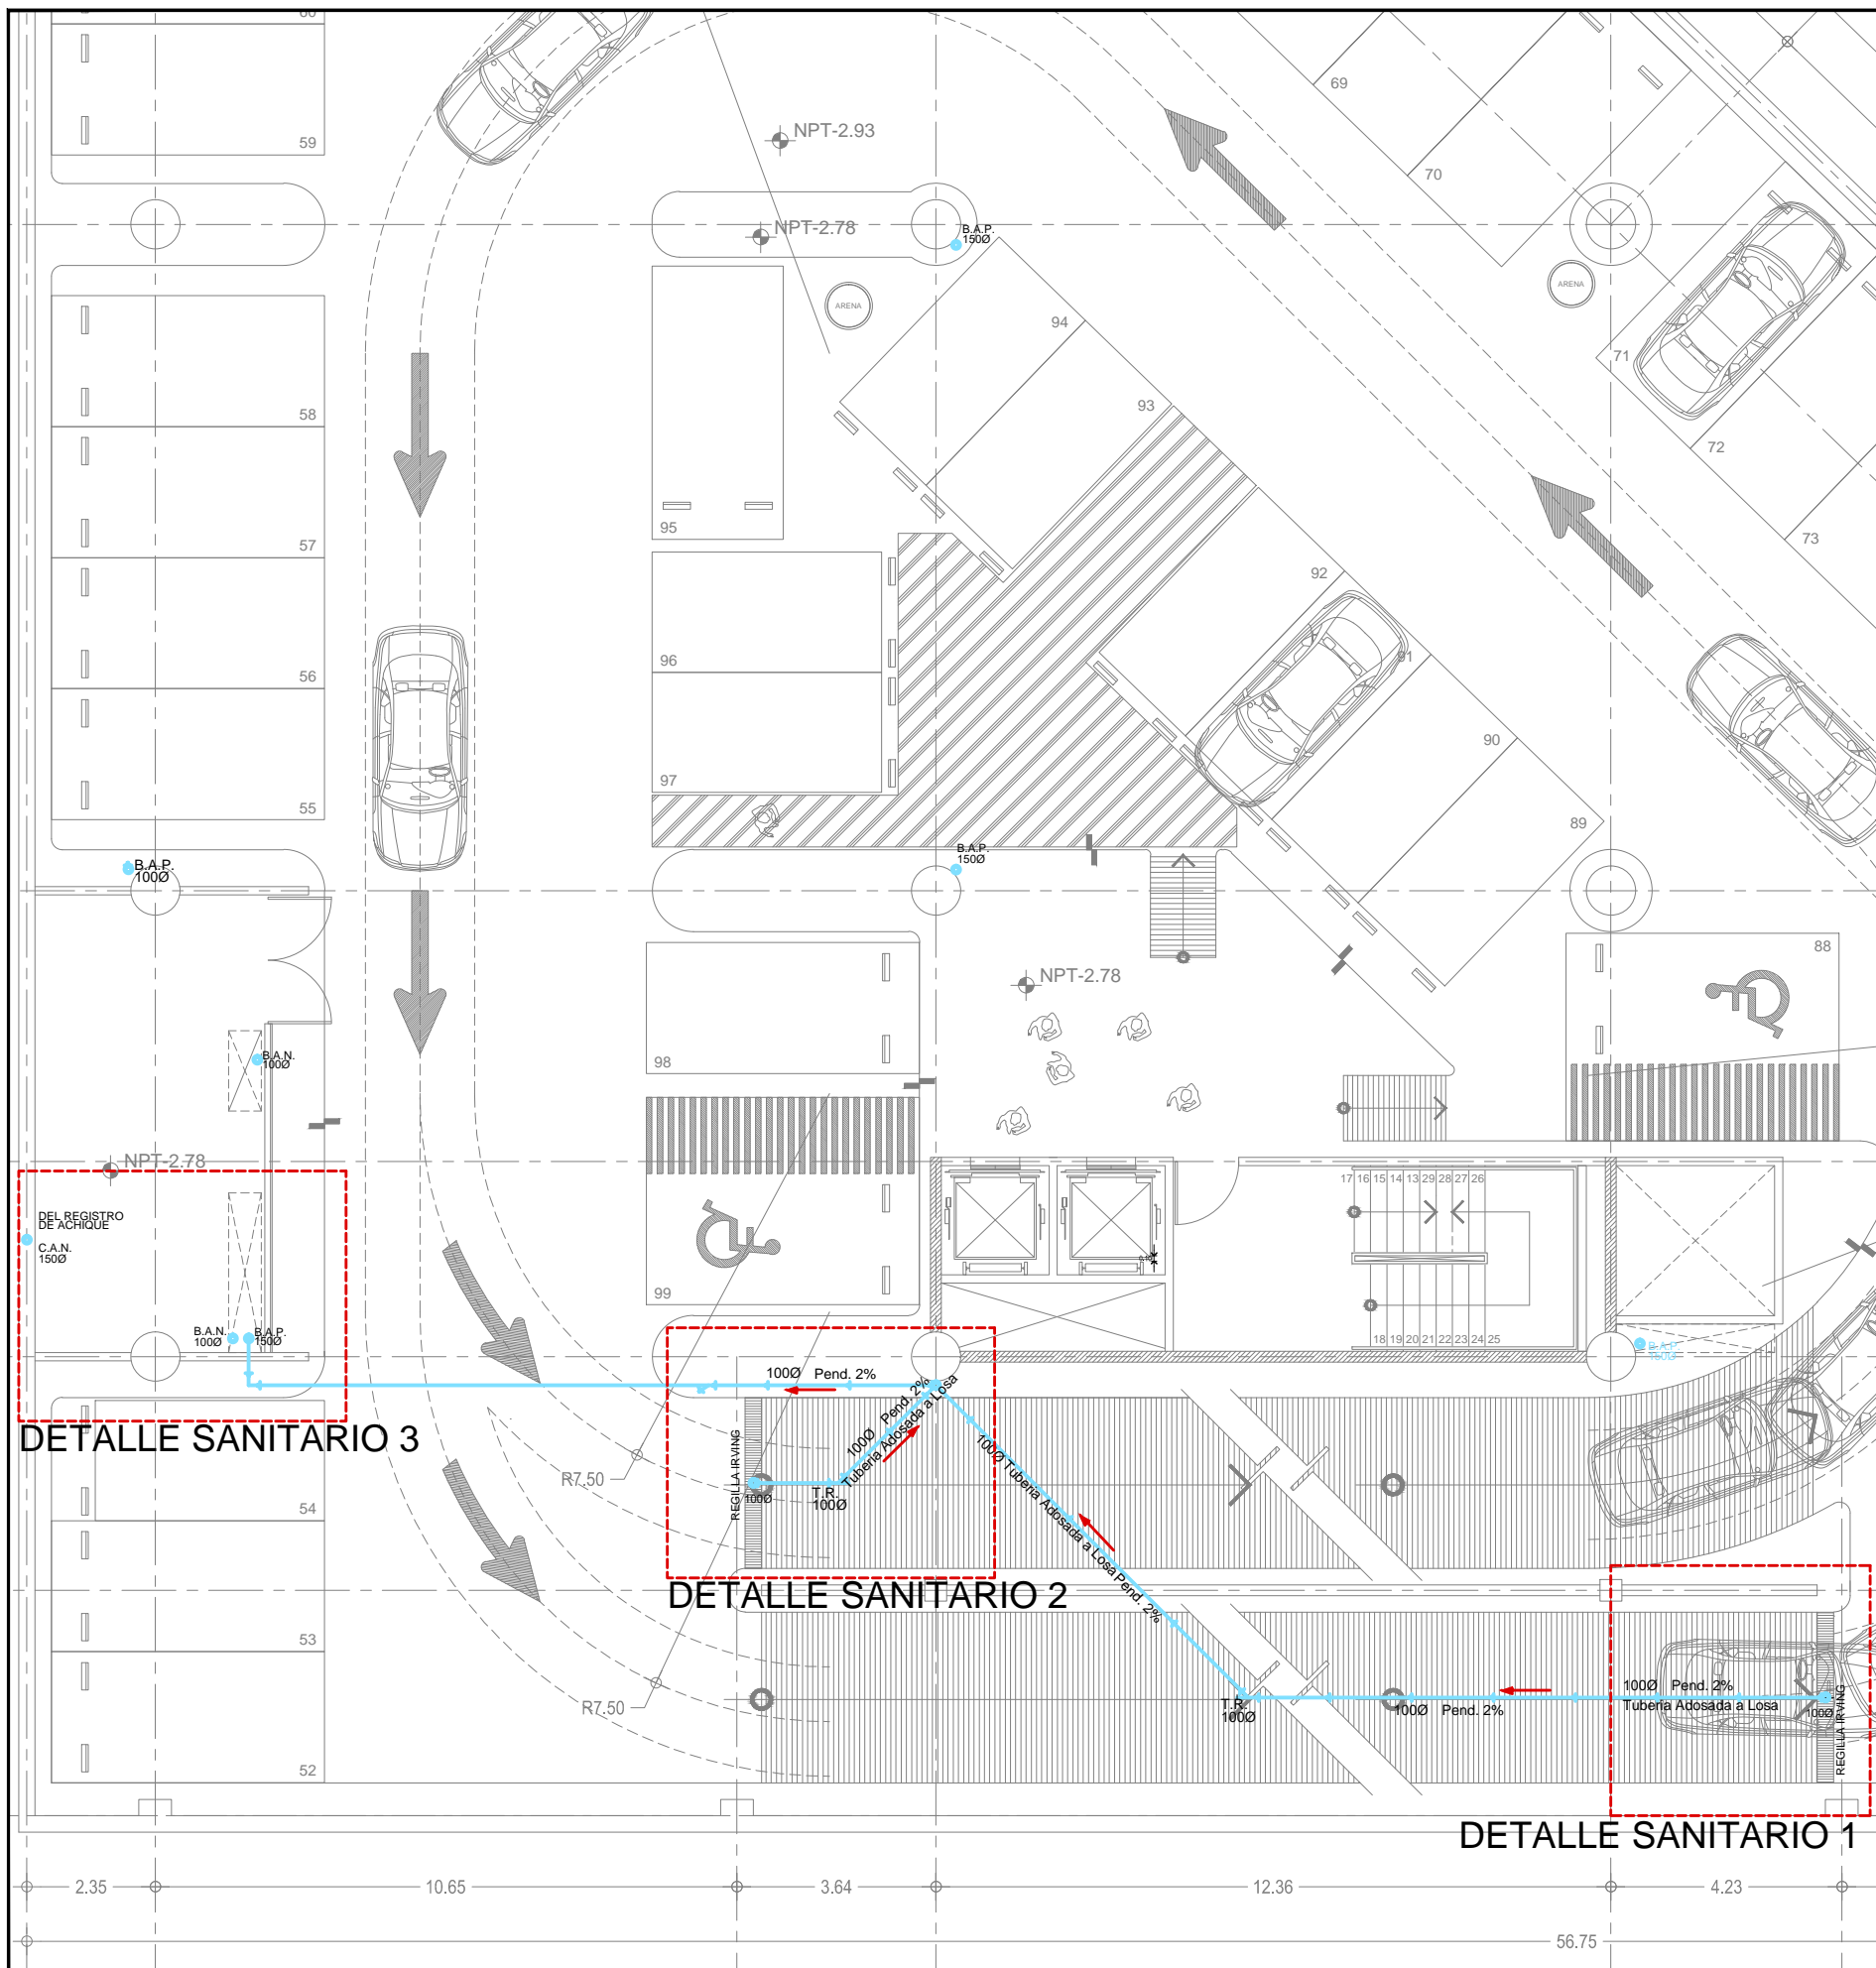 60
59
69
NPT-2.93
70
NPT-2.78
B.A.P.
150Ø
ARENA
ARENA
94
71
93
58
72
95
57
73
92
96
91
56
90
97
55
89
B.A.P.
150Ø
B.A.P.
100Ø
88
NPT-2.78
B.A.N.
100Ø
98
NPT-2.78
17 16 15 14 13 29 28 27 26
DEL REGISTRO
DE ACHIQUE
C.A.N.
150Ø
99
B.A.N.
100Ø
B.A.P.
150Ø
18 19 20 21 22 23 24 25
B.A.P.
150Ø
100Ø Pend. 2%
100Ø Pend. 2%
Tuberia Adosada a Losa
DETALLE SANITARIO 3
100Ø Tuberia Adosada a Losa Pend. 2%
REGILLA IRVING
R7.50
100Ø
T.R.
100Ø
54
DETALLE SANITARIO 2
53
R7.50
T.R.
100Ø
100Ø Pend. 2%
100Ø Pend. 2%
Tuberia Adosada a Losa
100Ø
REGILLA IRVING
52
DETALLE SANITARIO 1
2.35
10.65
3.64
12.36
4.23
56.75